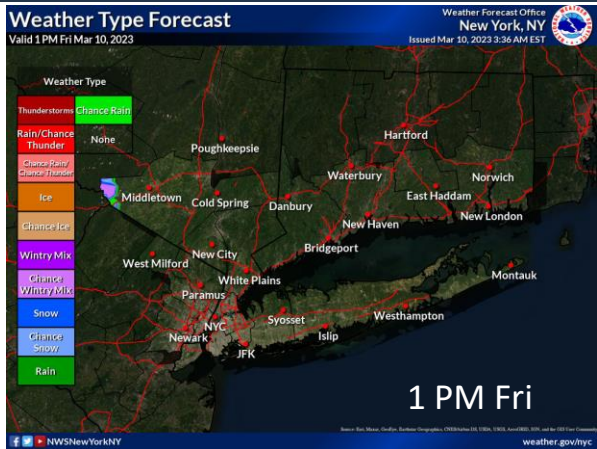 Weather Type Forecast
Valid 1 PM Fri Mar 10, 2023
Weather Forecast Office
New York, NY
Issued Mar 10, 2023 3:36 AM EST
Weather Type
Thunderstorms
Chance Rain
Rain/Chance
Thunder
None
Chance Rain/
Chance Thunder
Ice
Chance Ice
Wintry Mix
Chance
Wintry Mix
Snow
Chance
Snow
Rain
Hartford
Poughkeepsie
Waterbury
Norwich
Middletown
Cold Spring
Danbury
East Haddam
New London
New Haven
Bridgeport
New City
West Milford
White Plains
Montauk
Paramus
NYC
Syosset
Westhampton
Newark
Islip
JFK
1 PM Fri
NWSNewYorkNY
weather.gov/nyc